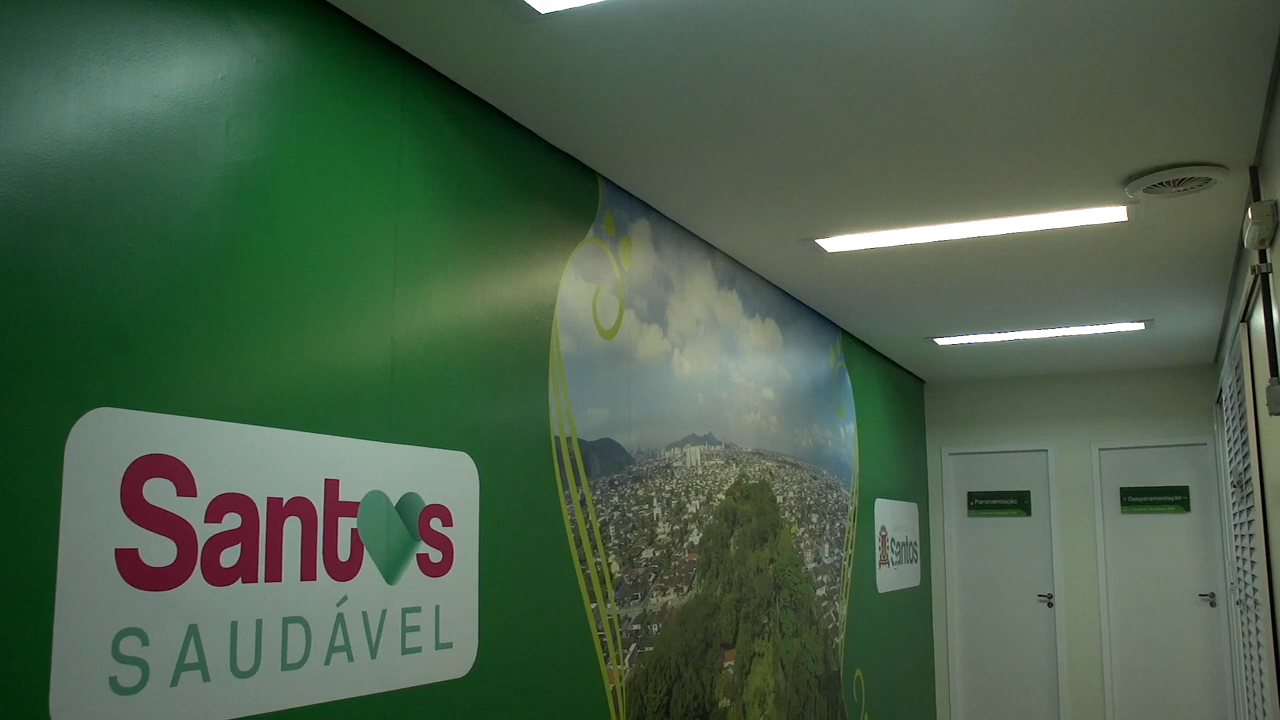 Santos
SAUDÁVEL
Santos
Paramentação
Desparamentação